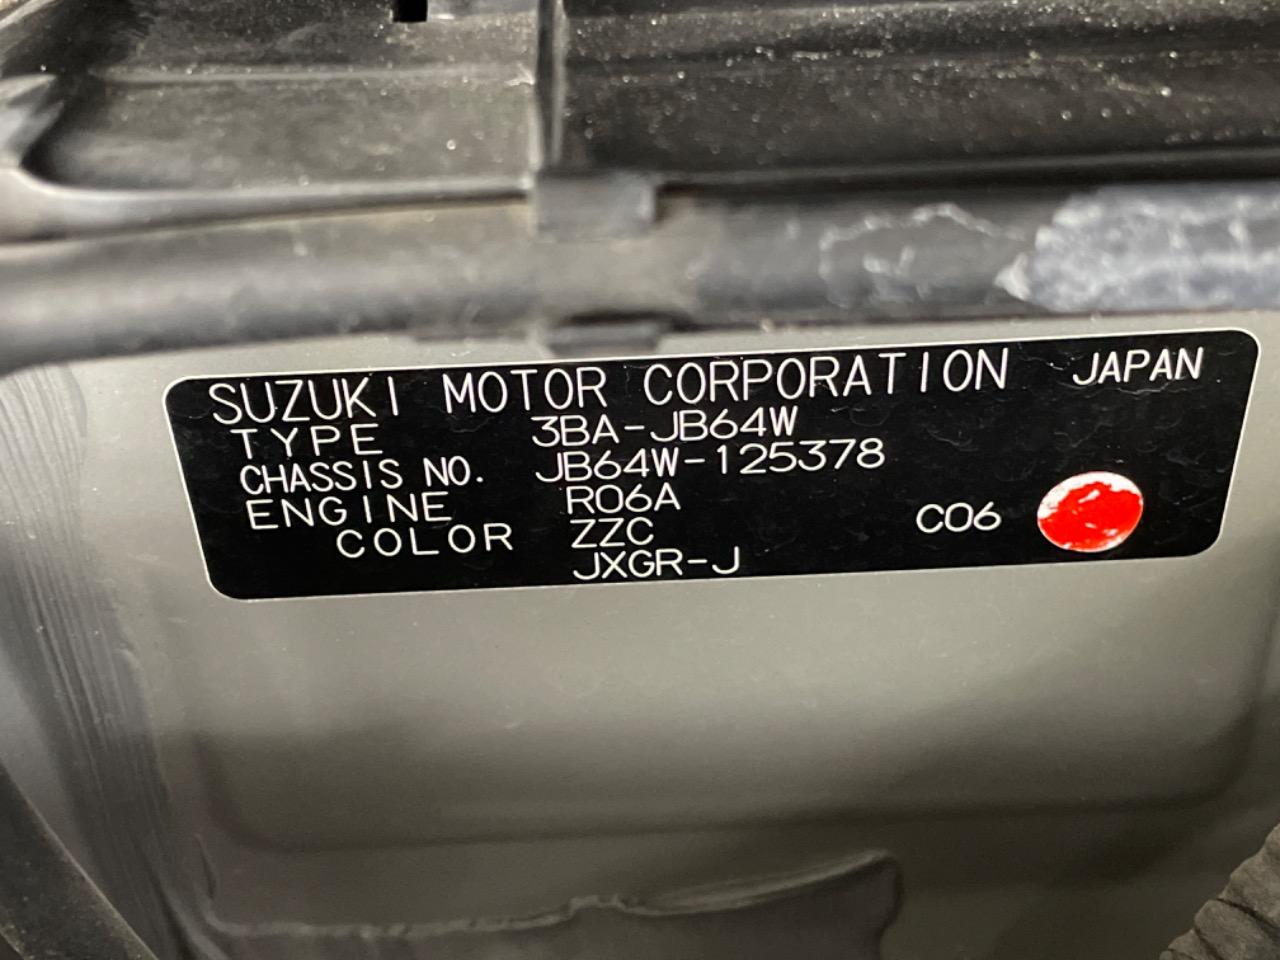 SUZUKI MOTOR CORPORATION JAPAN
TYPE 3BA-JB64W
CHASSIS NO. JB64W-125378
ENGINE R06A
COLOR ZZC C06
JXGR-J